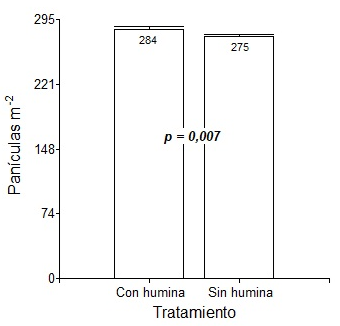 295
284
275
221
Panículas m-2
148
p = 0,007
74
0
Con humina Sin humina
Tratamiento